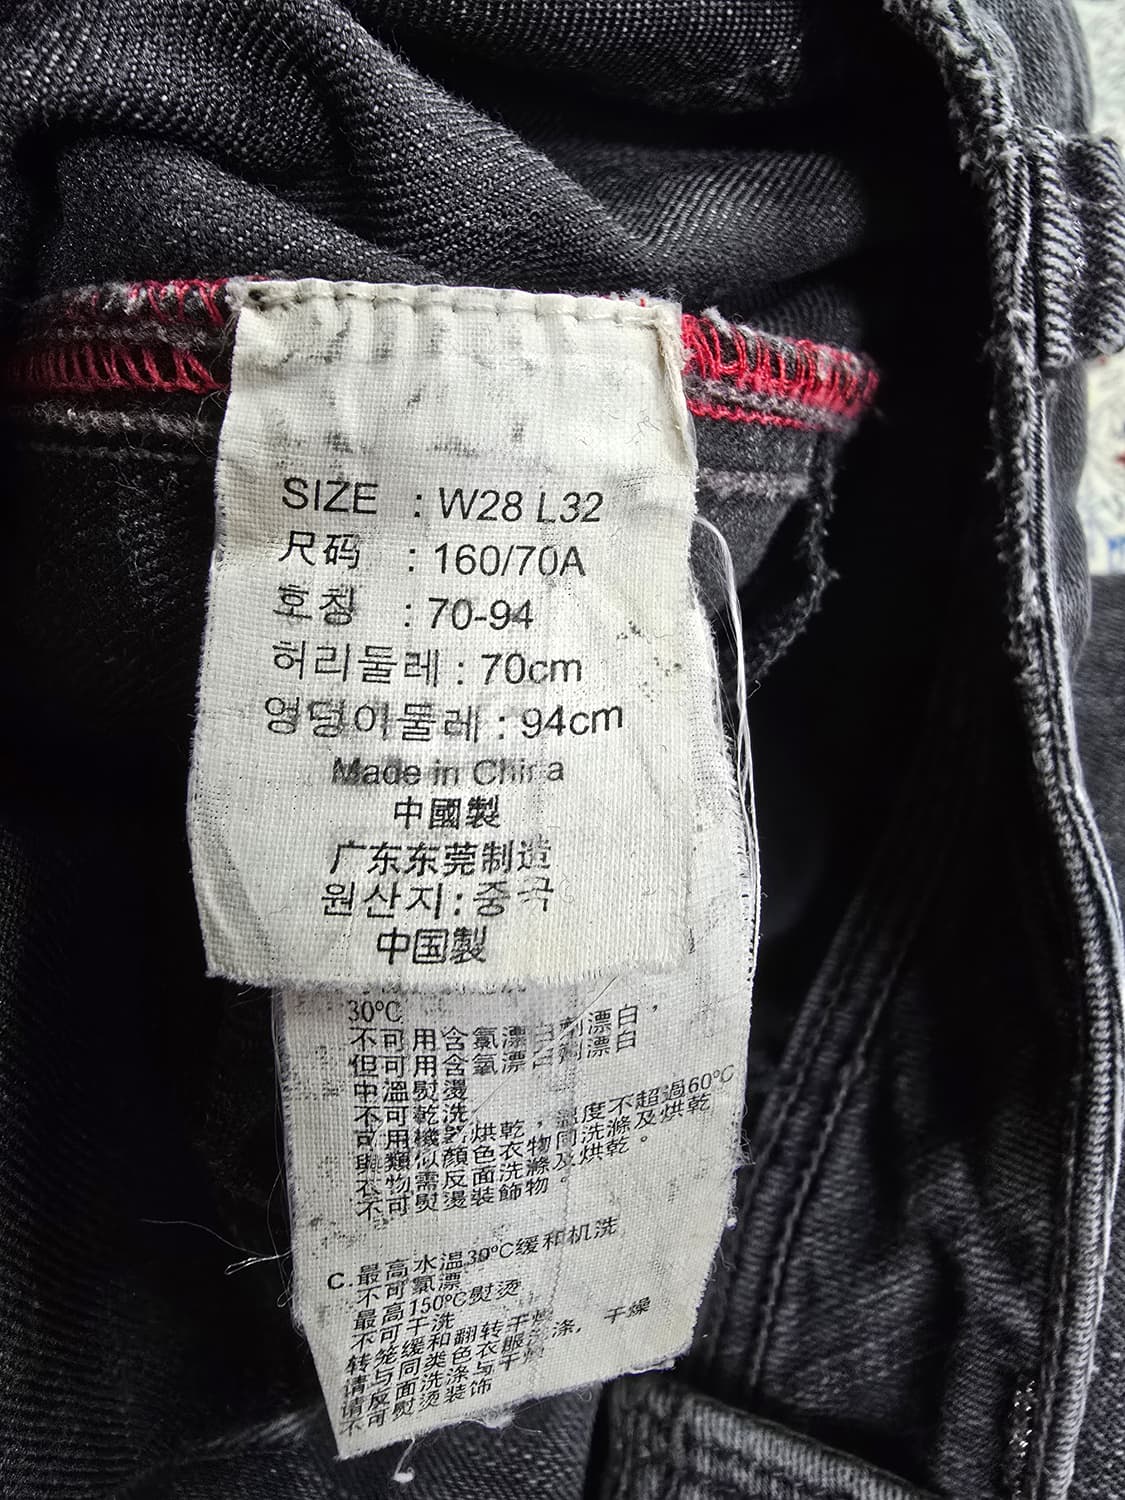 SIZE : W28 L32
尺码 : 160/70A
호칭 : 70-94
허리둘레 : 70cm
엉덩이둘레 : 94cm
Made in China
中國製
广东东莞制造
원산지 : 중국
中国製
30°C
不可用含氯漂白劑漂白，
但可用含氧漂白劑漂白
中溫熨燙
不可乾洗
可用機器烘乾，溫度不超過60°C
與類似顏色衣物同洗滌及烘乾
衣物需反面洗滌及烘乾。
不可熨燙裝飾物。
C.最高水温30°C缓和机洗
不可氯漂
最高150°C熨烫
不可干洗
转笼缓和翻转干燥
请与同类色衣服洗涤，干燥
请反面洗涤与干燥
不可熨烫装饰